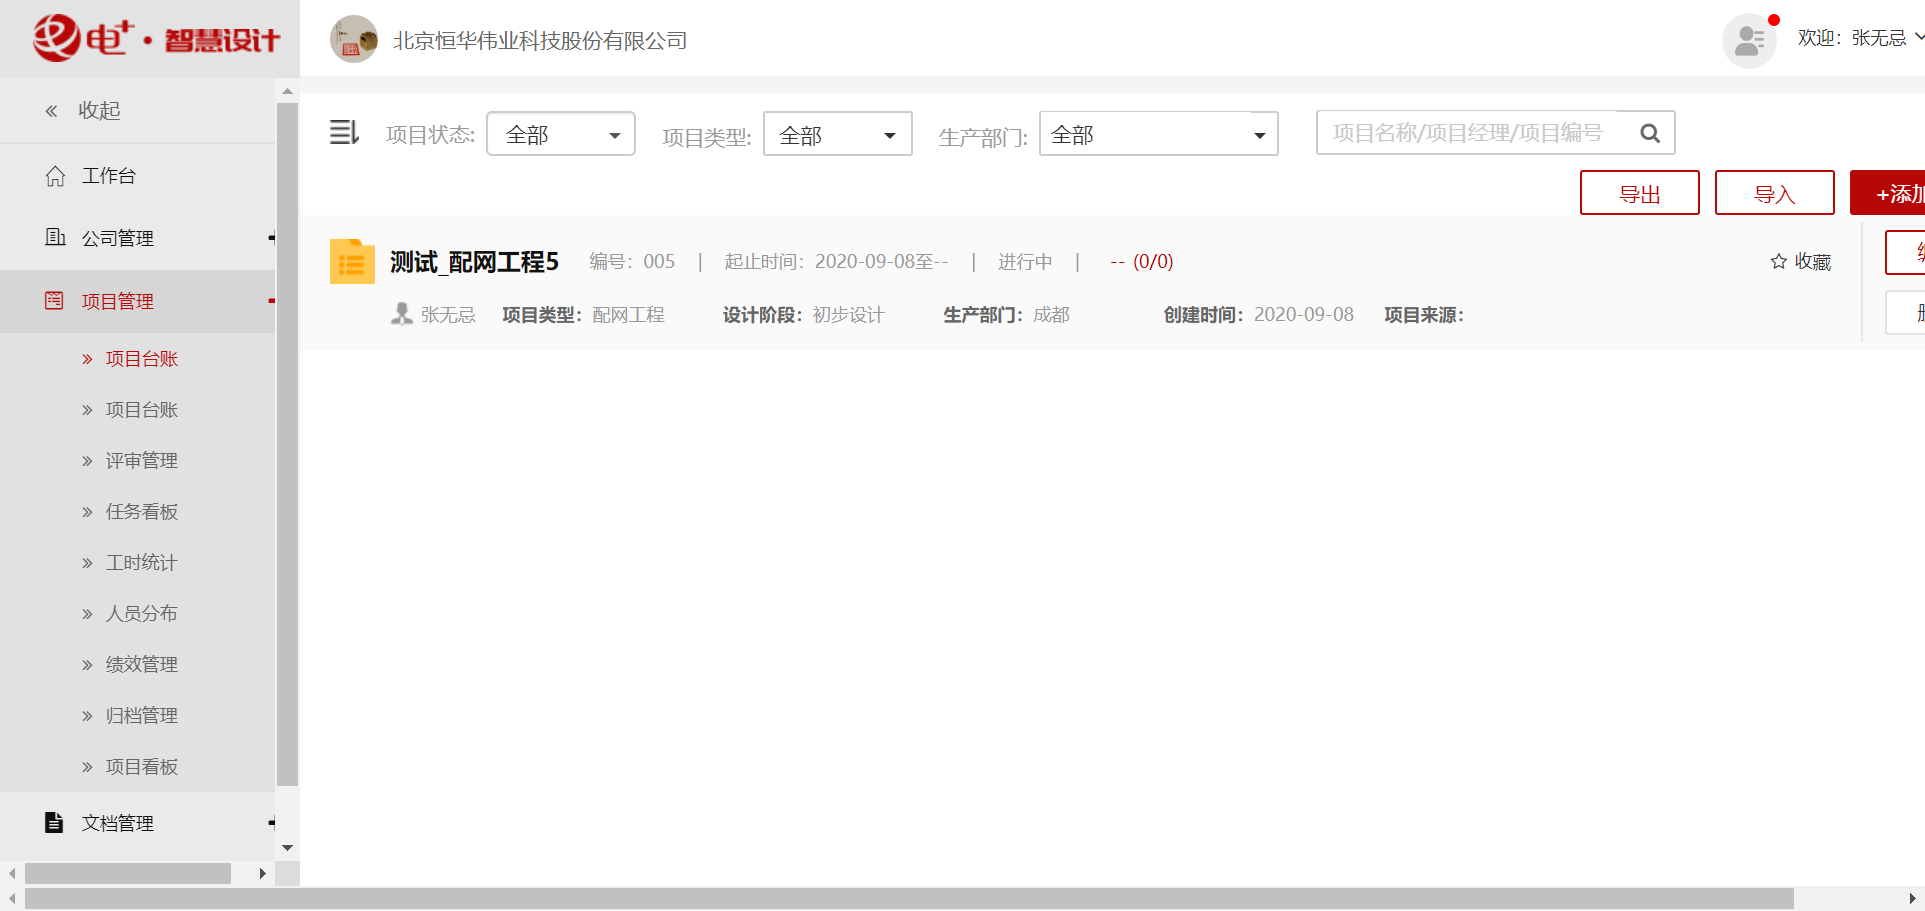 电+·智慧设计
北京恒华伟业科技股份有限公司
欢迎：张无忌
收起
工作台
公司管理
项目管理
项目台账
项目台账
评审管理
任务看板
工时统计
人员分布
绩效管理
归档管理
项目看板
文档管理
项目状态: 全部
项目类型: 全部
生产部门: 全部
项目名称/项目经理/项目编号
导出
导入
+添加
测试_配网工程5 编号：005 | 起止时间：2020-09-08至-- | 进行中 | -- (0/0)
收藏
张无忌 项目类型：配网工程 设计阶段：初步设计 生产部门：成都 创建时间：2020-09-08 项目来源：